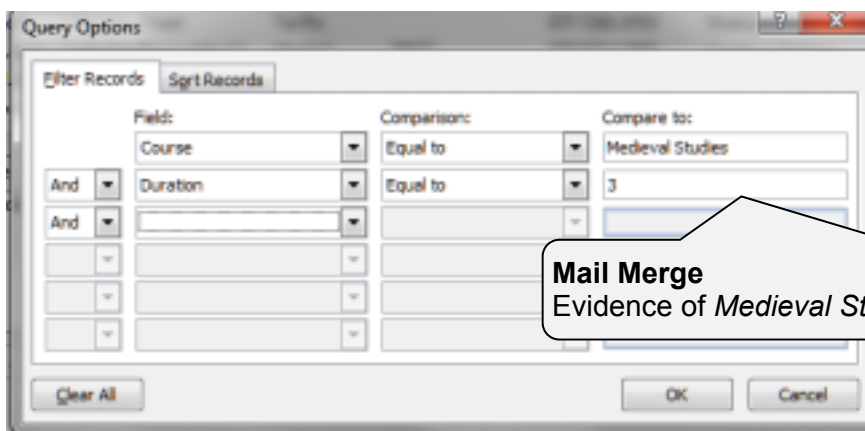 Query Options
Filter Records Sort Records
Field: Comparison: Compare to:
Course Equal to Medieval Studies
And Duration Equal to 3
And
Mail Merge
Evidence of Medieval St
Clear All OK Cancel